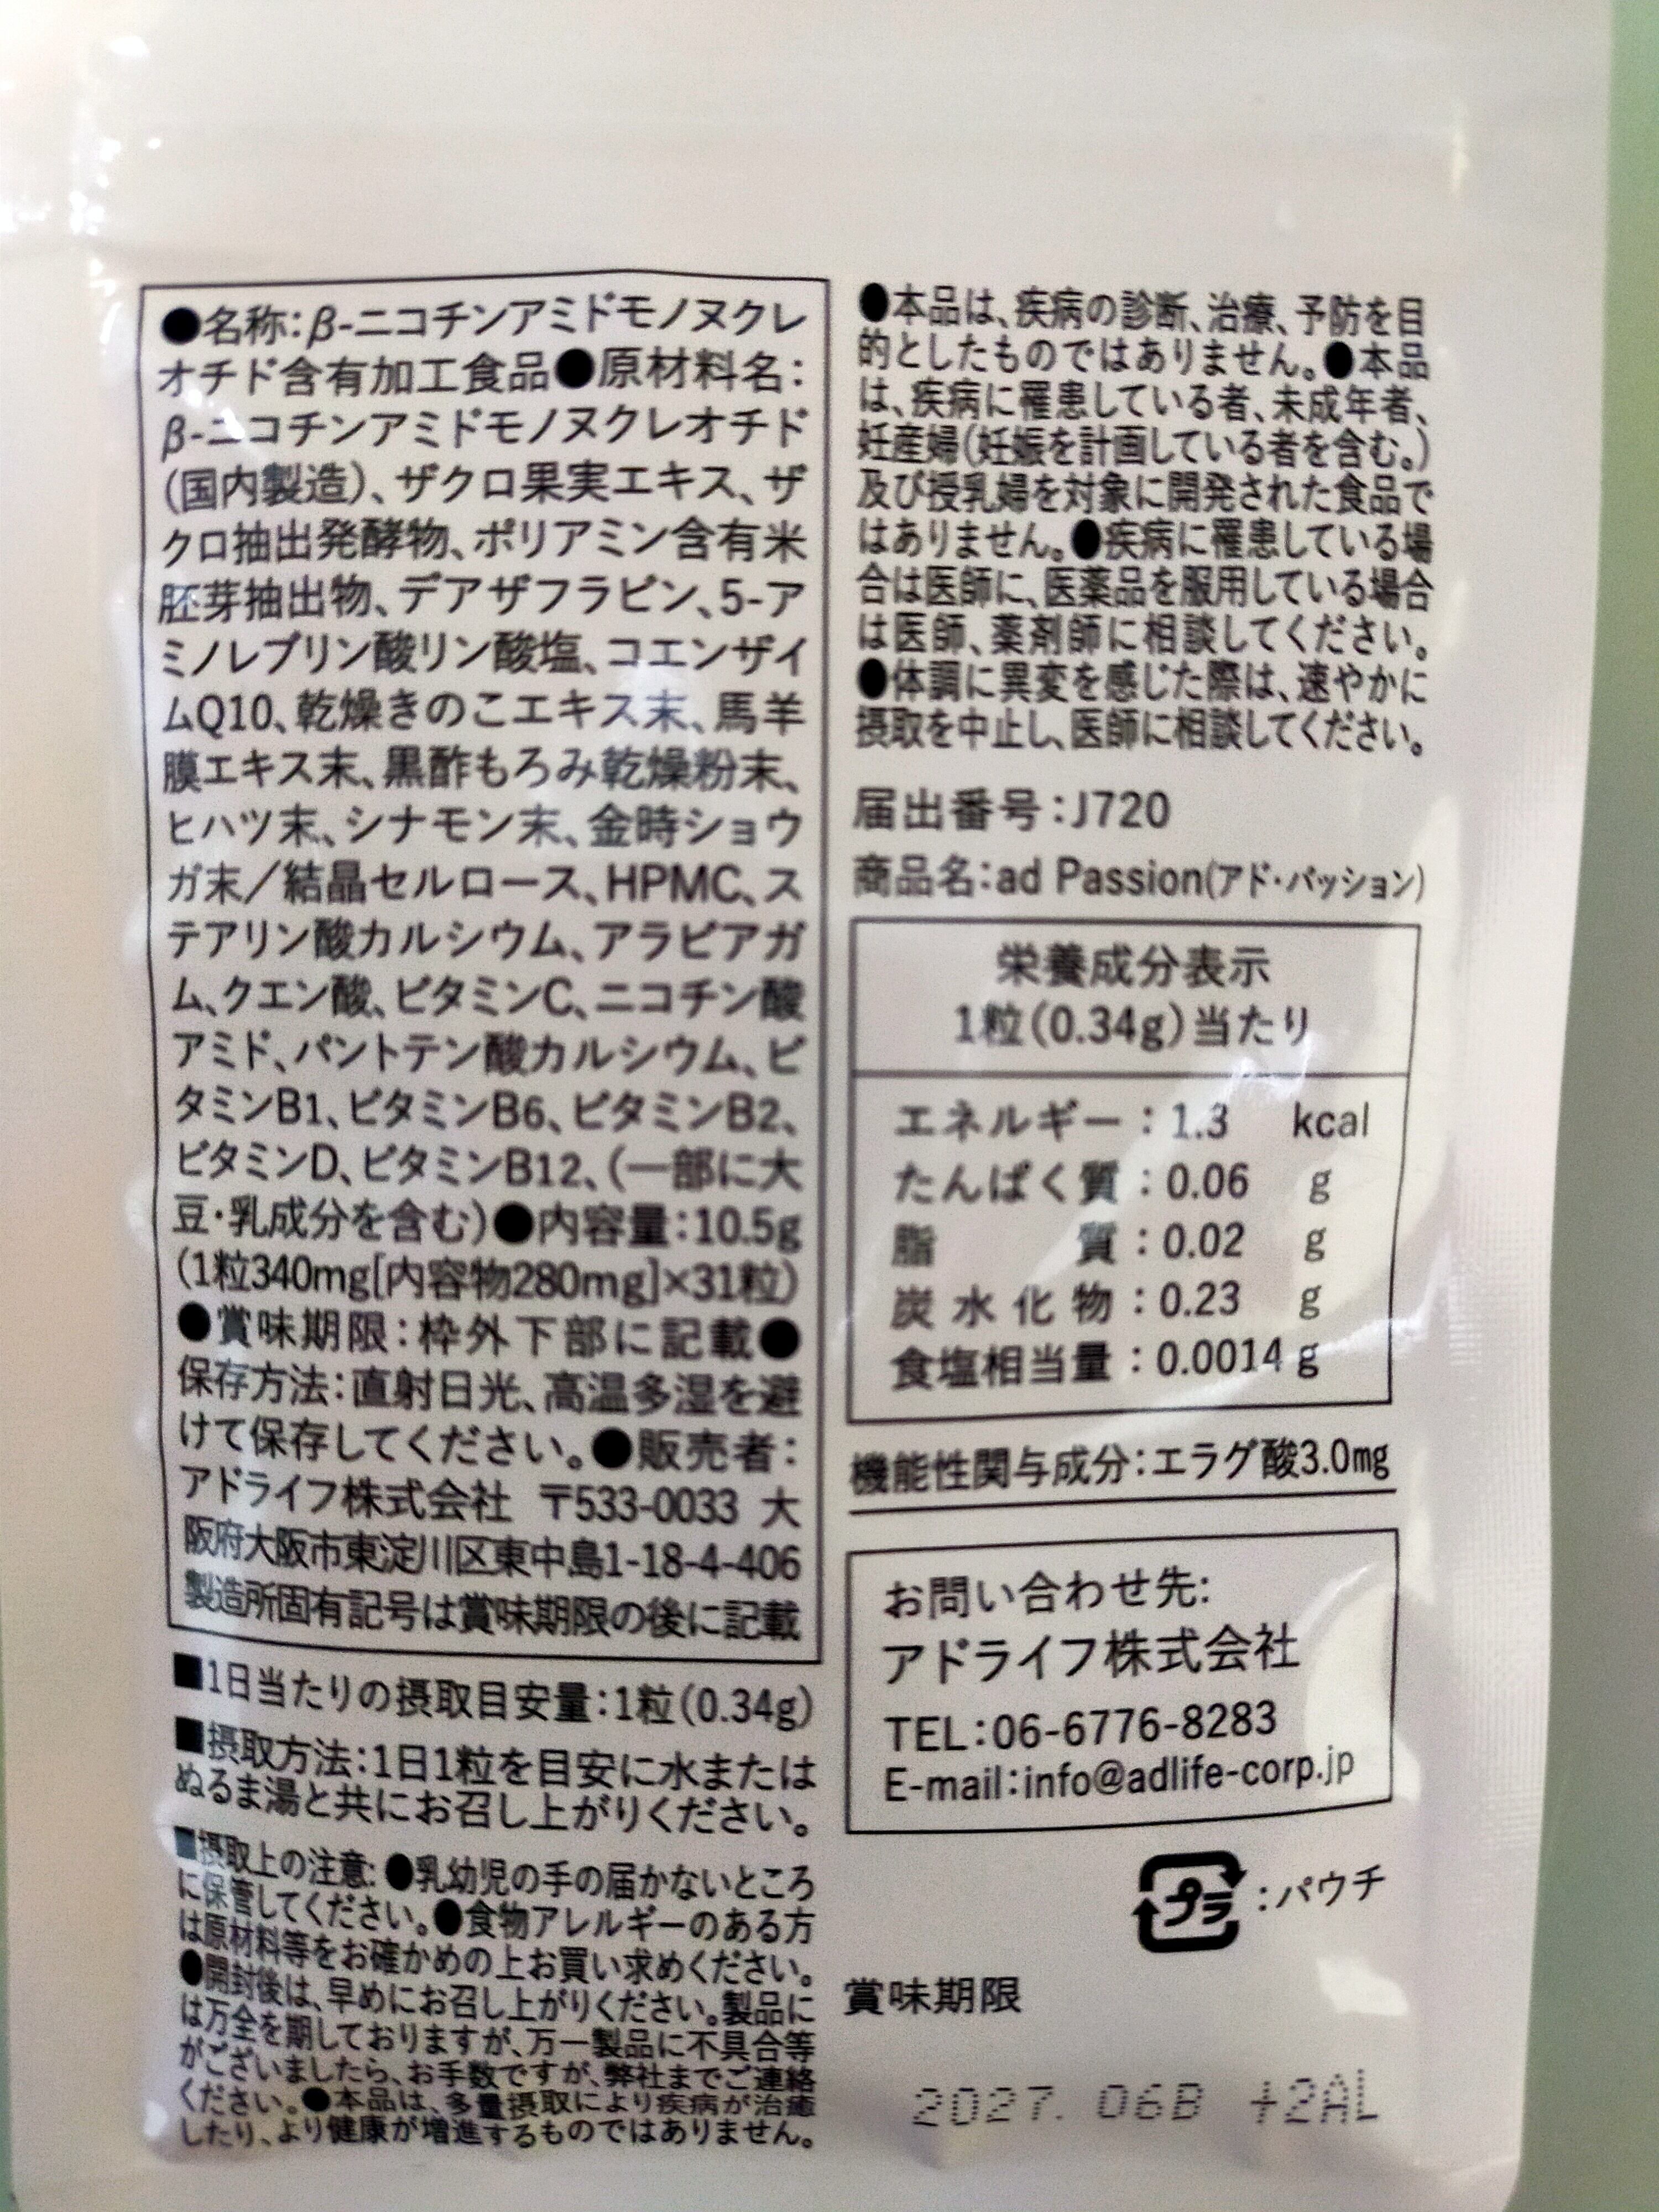 ●名称：β-ニコチンアミドモノヌクレ
オチド含有加工食品●原材料名：
β-ニコチンアミドモノヌクレオチド
(国内製造)、ザクロ果実エキス、ザ
クロ抽出発酵物、ポリアミン含有米
胚芽抽出物、デアザフラビン、5-ア
ミノレブリン酸リン酸塩、コエンザイ
ムQ10、乾燥きのこエキス末、馬羊
膜エキス末、黒酢もろみ乾燥粉末、
ヒハツ末、シナモン末、金時ショウ
ガ末／結晶セルロース、HPMC、ス
テアリン酸カルシウム、アラビアガ
ム、クエン酸、ビタミンC、ニコチン酸
アミド、パントテン酸カルシウム、ビ
タミンB1、ビタミンB6、ビタミンB2、
ビタミンD、ビタミンB12、(一部に大
豆・乳成分を含む)●内容量：10.5g
(1粒340mg[内容物280mg]×31粒)
●賞味期限：枠外下部に記載●
保存方法：直射日光、高温多湿を避
けて保存してください。●販売者：
アドライフ株式会社 〒533-0033 大
阪府大阪市東淀川区東中島1-18-4-406
製造所固有記号は賞味期限の後に記載
■1日当たりの摂取目安量：1粒(0.34g)
■摂取方法：1日1粒を目安に水または
ぬるま湯と共にお召し上がりください。
■摂取上の注意：●乳幼児の手の届かないところ
に保管してください。●食物アレルギーのある方
は原材料等をお確かめの上お買い求めください。
●開封後は、早めにお召し上がりください。製品に
は万全を期しておりますが、万一製品に不具合等
がございましたら、お手数ですが、弊社までご連絡
ください。●本品は、多量摂取により疾病が治癒
したり、より健康が増進するものではありません。
●本品は、疾病の診断、治療、予防を目
的としたものではありません。●本品
は、疾病に罹患している者、未成年者、
妊産婦(妊娠を計画している者を含む。)
及び授乳婦を対象に開発された食品で
はありません。●疾病に罹患している場
合は医師に、医薬品を服用している場合
は医師、薬剤師に相談してください。
●体調に異変を感じた際は、速やかに
摂取を中止し、医師に相談してください。
届出番号：J720
商品名：ad Passion(アド・パッション)
栄養成分表示
1粒(0.34g)当たり
エネルギー：1.3 kcal
たんぱく質：0.06 g
脂 質：0.02 g
炭水化物：0.23 g
食塩相当量：0.0014 g
機能性関与成分：エラグ酸3.0mg
お問い合わせ先：
アドライフ株式会社
TEL：06-6776-8283
E-mail：info@adlife-corp.jp
プラ：パウチ
賞味期限
2027. 06B +2AL